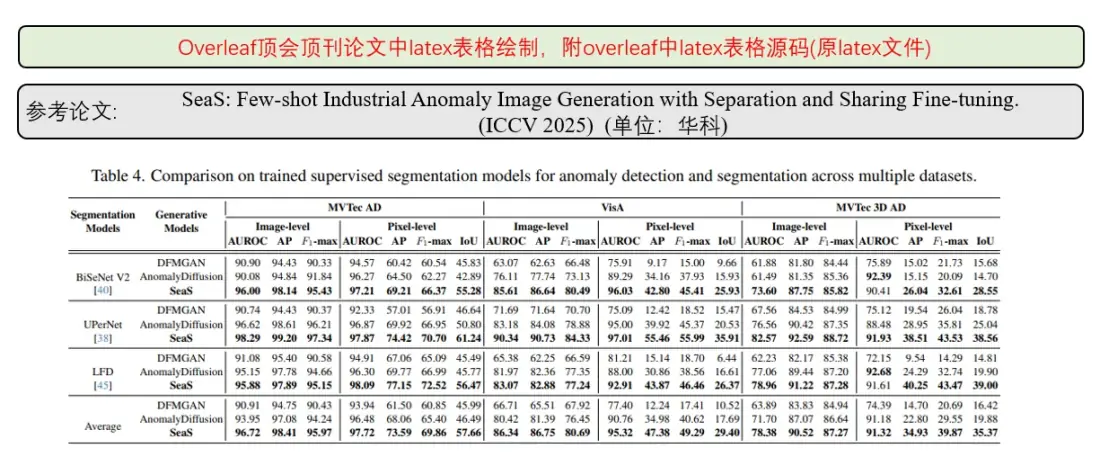 Overleaf顶会顶刊论文中latex表格绘制，附overleaf中latex表格源码(原latex文件)
参考论文:
SeaS: Few-shot Industrial Anomaly Image Generation with Separation and Sharing Fine-tuning.
(ICCV 2025) (单位：华科)
Table 4. Comparison on trained supervised segmentation models for anomaly detection and segmentation across multiple datasets.
Segmentation Models Generative Models MVTec AD VisA MVTec 3D AD
Image-level Pixel-level Image-level Pixel-level Image-level Pixel-level
AUROC AP F1-max AUROC AP F1-max IoU AUROC AP F1-max AUROC AP F1-max IoU AUROC AP F1-max AUROC AP F1-max IoU
DFMGAN 90.90 94.43 90.33 94.57 60.42 60.54 45.83 63.07 62.63 66.48 75.91 9.17 15.00 9.66 61.88 81.80 84.44 75.89 15.02 21.73 15.68
BiSeNet V2 AnomalyDiffusion 90.08 94.84 91.84 96.27 64.50 62.27 42.89 76.11 77.74 73.13 89.29 34.16 37.93 15.93 61.49 81.35 85.36 92.39 15.15 20.09 14.70
[40] SeaS 96.00 98.14 95.43 97.21 69.21 66.37 55.28 85.61 86.64 80.49 96.03 42.80 45.41 25.93 73.60 87.75 85.82 90.41 26.04 32.61 28.55
DFMGAN 90.74 94.43 90.37 92.33 57.01 56.91 46.64 71.69 71.64 70.70 75.09 12.42 18.52 15.47 67.56 84.53 84.99 75.12 19.54 26.04 18.78
UPerNet AnomalyDiffusion 96.62 98.61 96.21 96.87 69.92 66.95 50.80 83.18 84.08 78.88 95.00 39.92 45.37 20.53 76.56 90.42 87.35 88.48 28.95 35.81 25.04
[38] SeaS 98.29 99.20 97.34 97.87 74.42 70.70 61.24 90.34 90.73 84.33 97.01 55.46 55.99 35.91 82.57 92.59 88.72 91.93 38.51 43.53 38.56
DFMGAN 91.08 95.40 90.58 94.91 67.06 65.09 45.49 65.38 62.25 66.59 81.21 15.14 18.70 6.44 62.23 82.17 85.38 72.15 9.54 14.29 14.81
LFD AnomalyDiffusion 95.15 97.78 94.66 96.30 69.77 66.99 45.77 81.97 82.36 77.35 88.00 30.86 38.56 16.61 77.06 89.44 87.20 92.68 24.29 32.74 19.90
[45] SeaS 95.88 97.89 95.15 98.09 77.15 72.52 56.47 83.07 82.88 77.24 92.91 43.87 46.46 26.37 78.96 91.22 87.28 91.61 40.25 43.47 39.00
DFMGAN 90.91 94.75 90.43 93.94 61.50 60.85 45.99 66.71 65.51 67.92 77.40 12.24 17.41 10.52 63.89 83.83 84.94 74.39 14.70 20.69 16.42
Average AnomalyDiffusion 93.95 97.08 94.24 96.48 68.06 65.40 46.49 80.42 81.39 76.45 90.76 34.98 40.62 17.69 71.70 87.07 86.64 91.18 22.80 29.55 19.88
SeaS 96.72 98.41 95.97 97.72 73.59 69.86 57.66 86.34 86.75 80.69 95.32 47.38 49.29 29.40 78.38 90.52 87.27 91.32 34.93 39.87 35.37